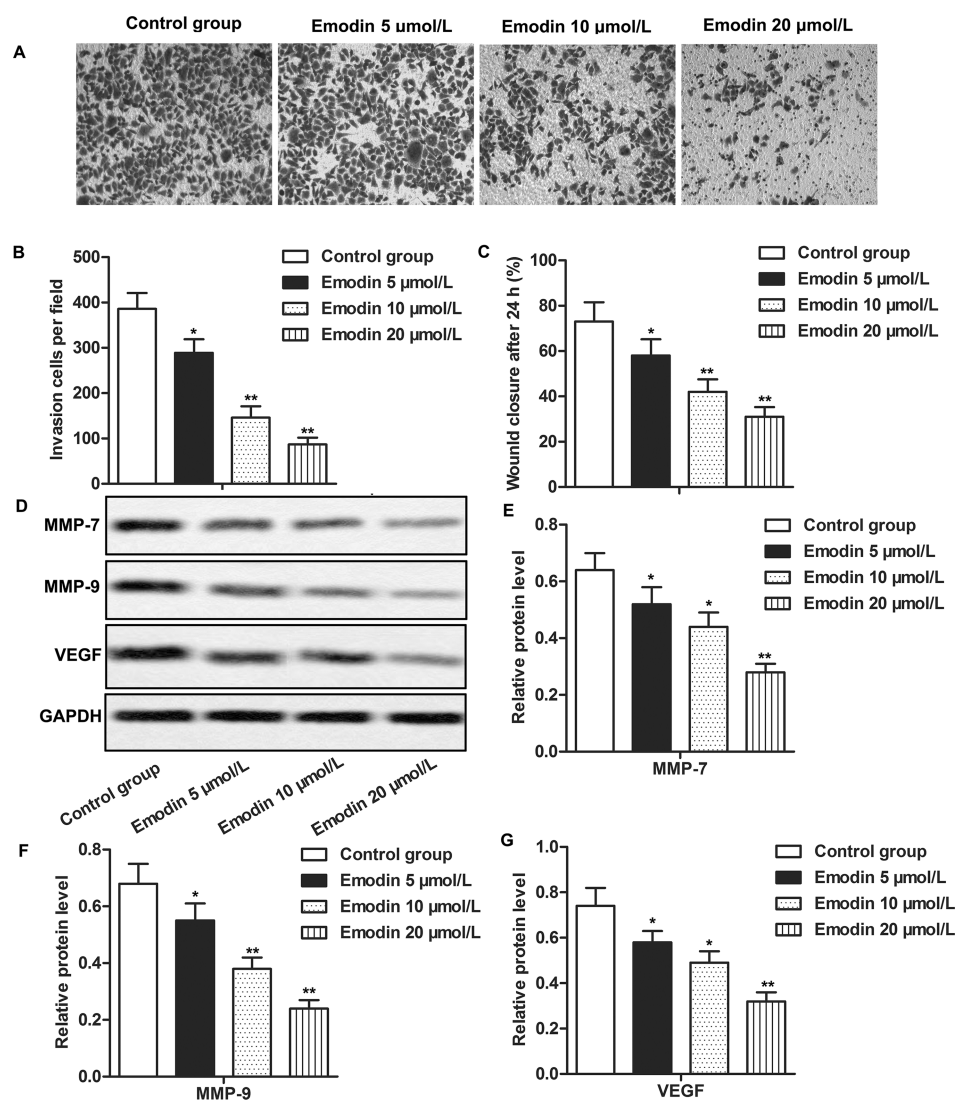 Control group
Emodin 5 µmol/L
Emodin 10 µmol/L
Emodin 20 µmol/L
A
B
Invasion cells per field
500
400
300
200
100
0
*
**
**
Control group
Emodin 5 µmol/L
Emodin 10 µmol/L
Emodin 20 µmol/L
C
Wounld closure after 24 h (%)
100
80
60
40
20
0
*
**
**
Control group
Emodin 5 µmol/L
Emodin 10 µmol/L
Emodin 20 µmol/L
D
MMP-7
MMP-9
VEGF
GAPDH
Control group
Emodin 5 µmol/L
Emodin 10 µmol/L
Emodin 20 µmol/L
E
Relative protein level
0.8
0.6
0.4
0.2
0.0
*
*
**
MMP-7
Control group
Emodin 5 µmol/L
Emodin 10 µmol/L
Emodin 20 µmol/L
F
Relative protein level
0.8
0.6
0.4
0.2
0.0
*
**
**
MMP-9
Control group
Emodin 5 µmol/L
Emodin 10 µmol/L
Emodin 20 µmol/L
G
Relative protein level
1.0
0.8
0.6
0.4
0.2
0.0
*
*
**
VEGF
Control group
Emodin 5 µmol/L
Emodin 10 µmol/L
Emodin 20 µmol/L